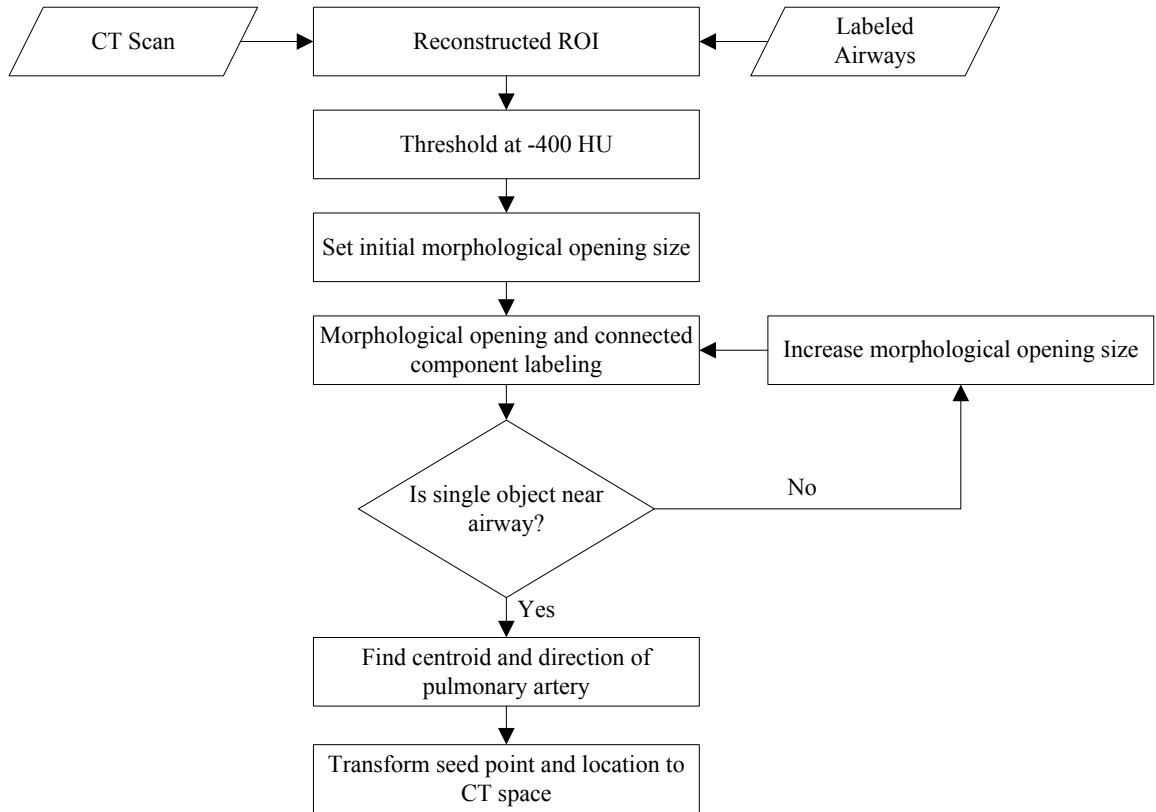 CT Scan
Reconstructed ROI
Labeled
Airways
Threshold at -400 HU
Set initial morphological opening size
Morphological opening and connected
component labeling
Increase morphological opening size
Is single object near
airway?
No
Yes
Find centroid and direction of
pulmonary artery
Transform seed point and location to
CT space